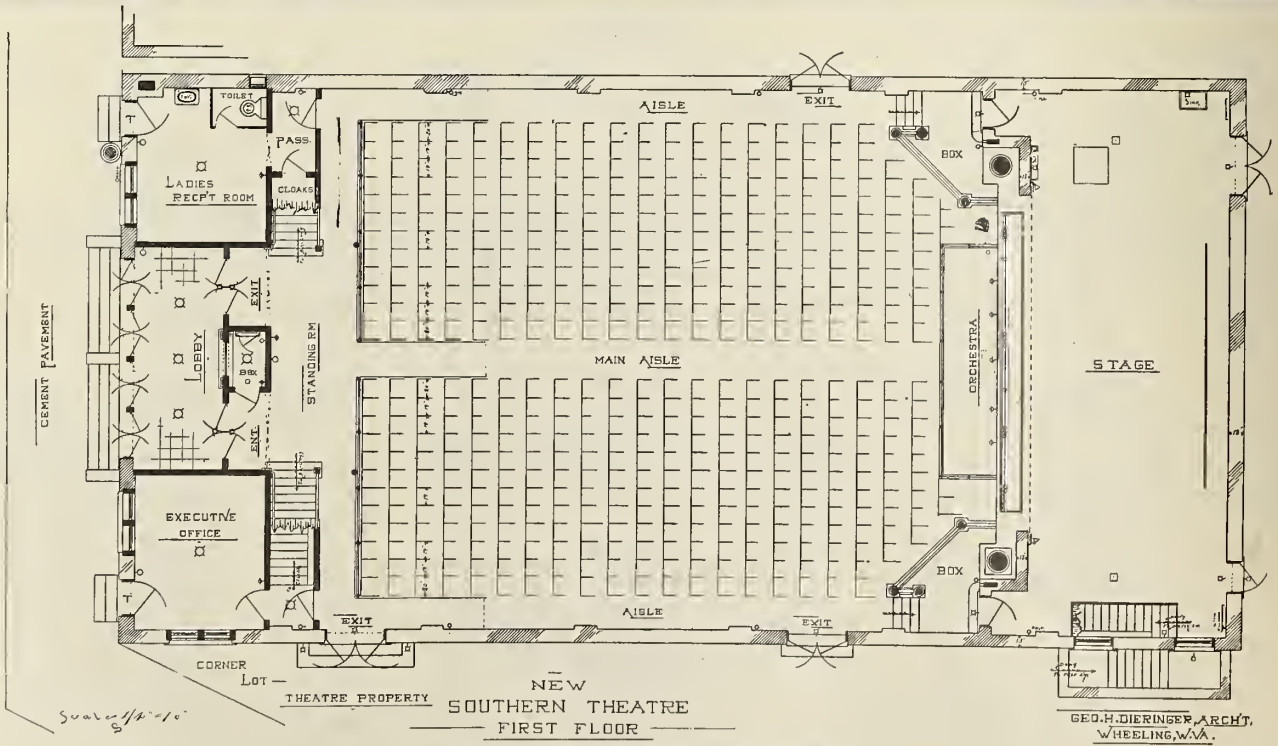 TOILET
PASS.
CLOAKS
LADIES
RECP'T ROOM
AISLE
EXIT
BOX
Sink
CEMENT PAVEMENT
LOBBY
EXIT
BOX
ENT.
STANDING RM
MAIN AISLE
ORCHESTRA
STAGE
EXECUTIVE
OFFICE
EXIT
AISLE
EXIT
BOX
CORNER
LOT
THEATRE PROPERTY
NEW
SOUTHERN THEATRE
FIRST FLOOR
GEO.H.DIERINGER, ARCH'T,
WHEELING, W.VA.